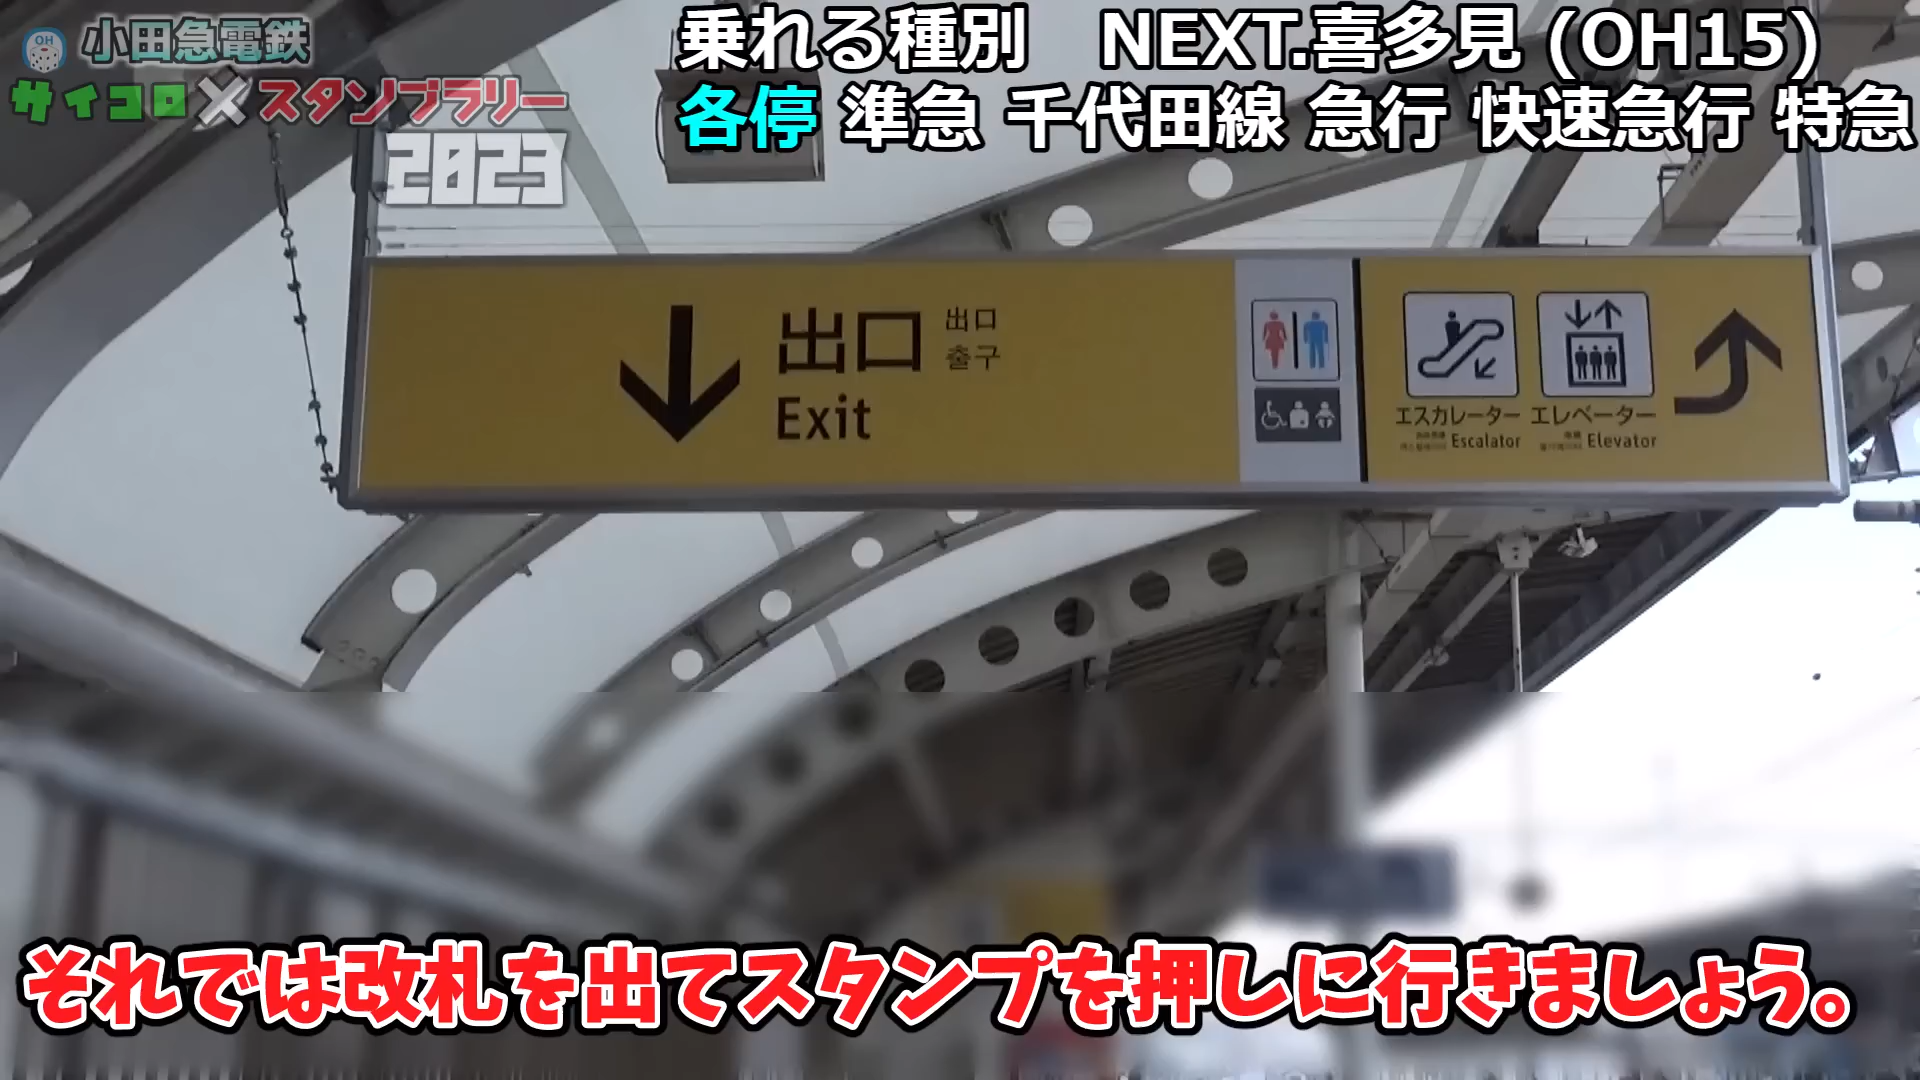 OH
小田急電鉄
サイコロ×スタンプラリー
2023
乗れる種別　NEXT.喜多見 (OH15)
各停 準急 千代田線 急行 快速急行 特急
出口 出口
출구
Exit
エスカレーター エレベーター
Escalator Elevator
それでは改札を出てスタンプを押しに行きましょう。